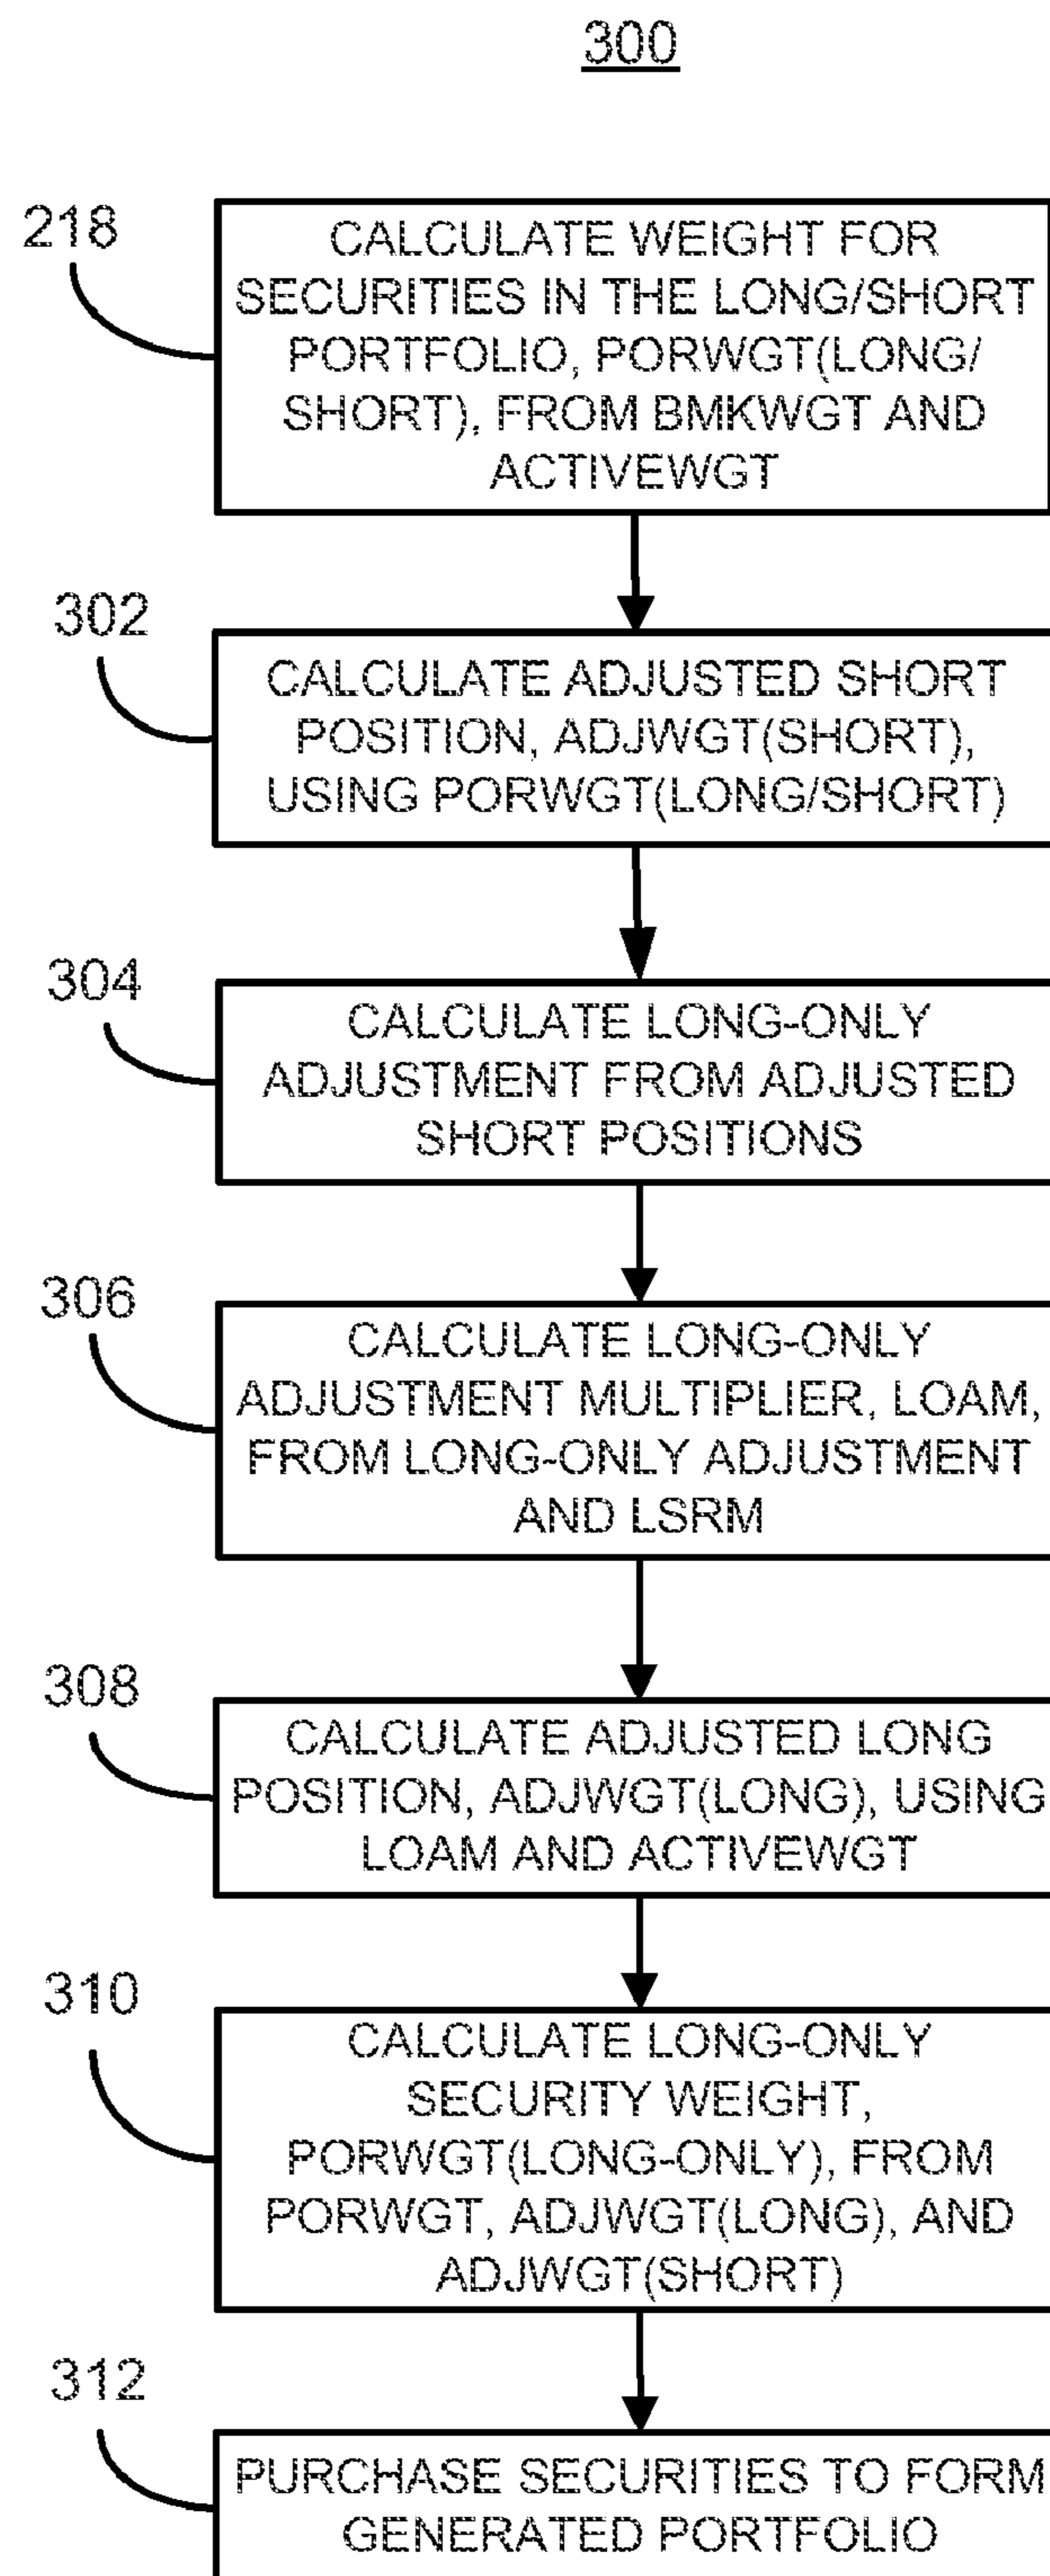 300
218
CALCULATE WEIGHT FOR
SECURITIES IN THE LONG/SHORT
PORTFOLIO, PORWGT(LONG/
SHORT), FROM BMKWGT AND
ACTIVEWGT
302
CALCULATE ADJUSTED SHORT
POSITION, ADJWGT(SHORT),
USING PORWGT(LONG/SHORT)
304
CALCULATE LONG-ONLY
ADJUSTMENT FROM ADJUSTED
SHORT POSITIONS
306
CALCULATE LONG-ONLY
ADJUSTMENT MULTIPLIER, LOAM,
FROM LONG-ONLY ADJUSTMENT
AND LSRM
308
CALCULATE ADJUSTED LONG
POSITION, ADJWGT(LONG), USING
LOAM AND ACTIVEWGT
310
CALCULATE LONG-ONLY
SECURITY WEIGHT,
PORWGT(LONG-ONLY), FROM
PORWGT, ADJWGT(LONG), AND
ADJWGT(SHORT)
312
PURCHASE SECURITIES TO FORM
GENERATED PORTFOLIO